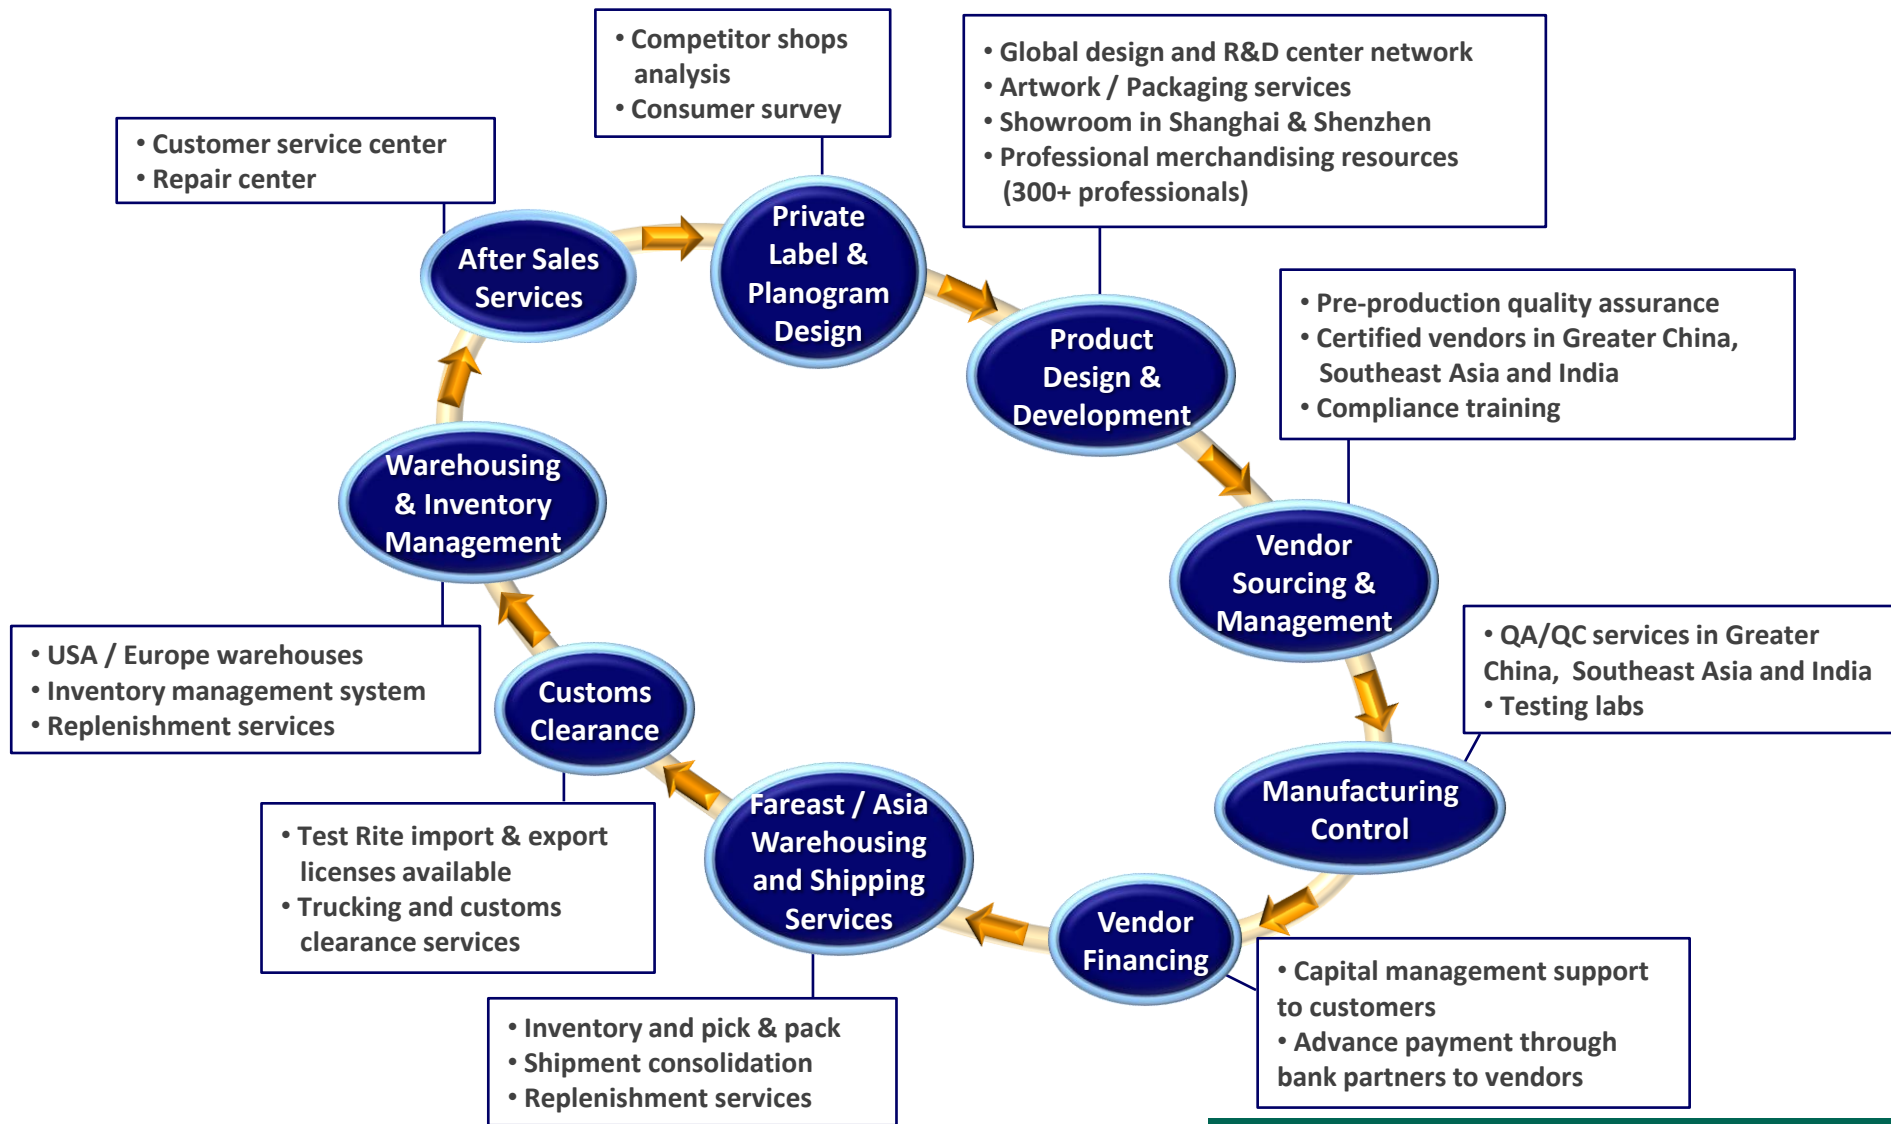 • Competitor shops
analysis
• Consumer survey
• Global design and R&D center network
• Artwork / Packaging services
• Showroom in Shanghai & Shenzhen
• Professional merchandising resources
(300+ professionals)
• Customer service center
• Repair center
Private
Label &
Planogram
Design
After Sales
Services
Product
Design &
Development
• Pre-production quality assurance
• Certified vendors in Greater China,
Southeast Asia and India
• Compliance training
Warehousing
& Inventory
Management
Vendor
Sourcing &
Management
• USA / Europe warehouses
• Inventory management system
• Replenishment services
Customs
Clearance
• QA/QC services in Greater
China, Southeast Asia and India
• Testing labs
Manufacturing
Control
Fareast / Asia
Warehousing
and Shipping
Services
• Test Rite import & export
licenses available
• Trucking and customs
clearance services
Vendor
Financing
• Capital management support
to customers
• Advance payment through
bank partners to vendors
• Inventory and pick & pack
• Shipment consolidation
• Replenishment services